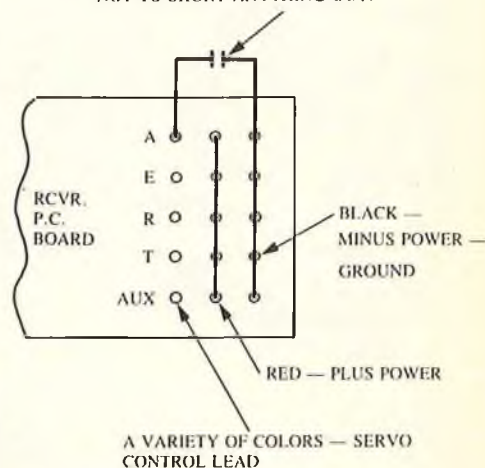 A
E
R
T
AUX
RCVR.
P.C.
BOARD
BLACK —
MINUS POWER —
GROUND
RED — PLUS POWER
A VARIETY OF COLORS — SERVO
CONTROL LEAD